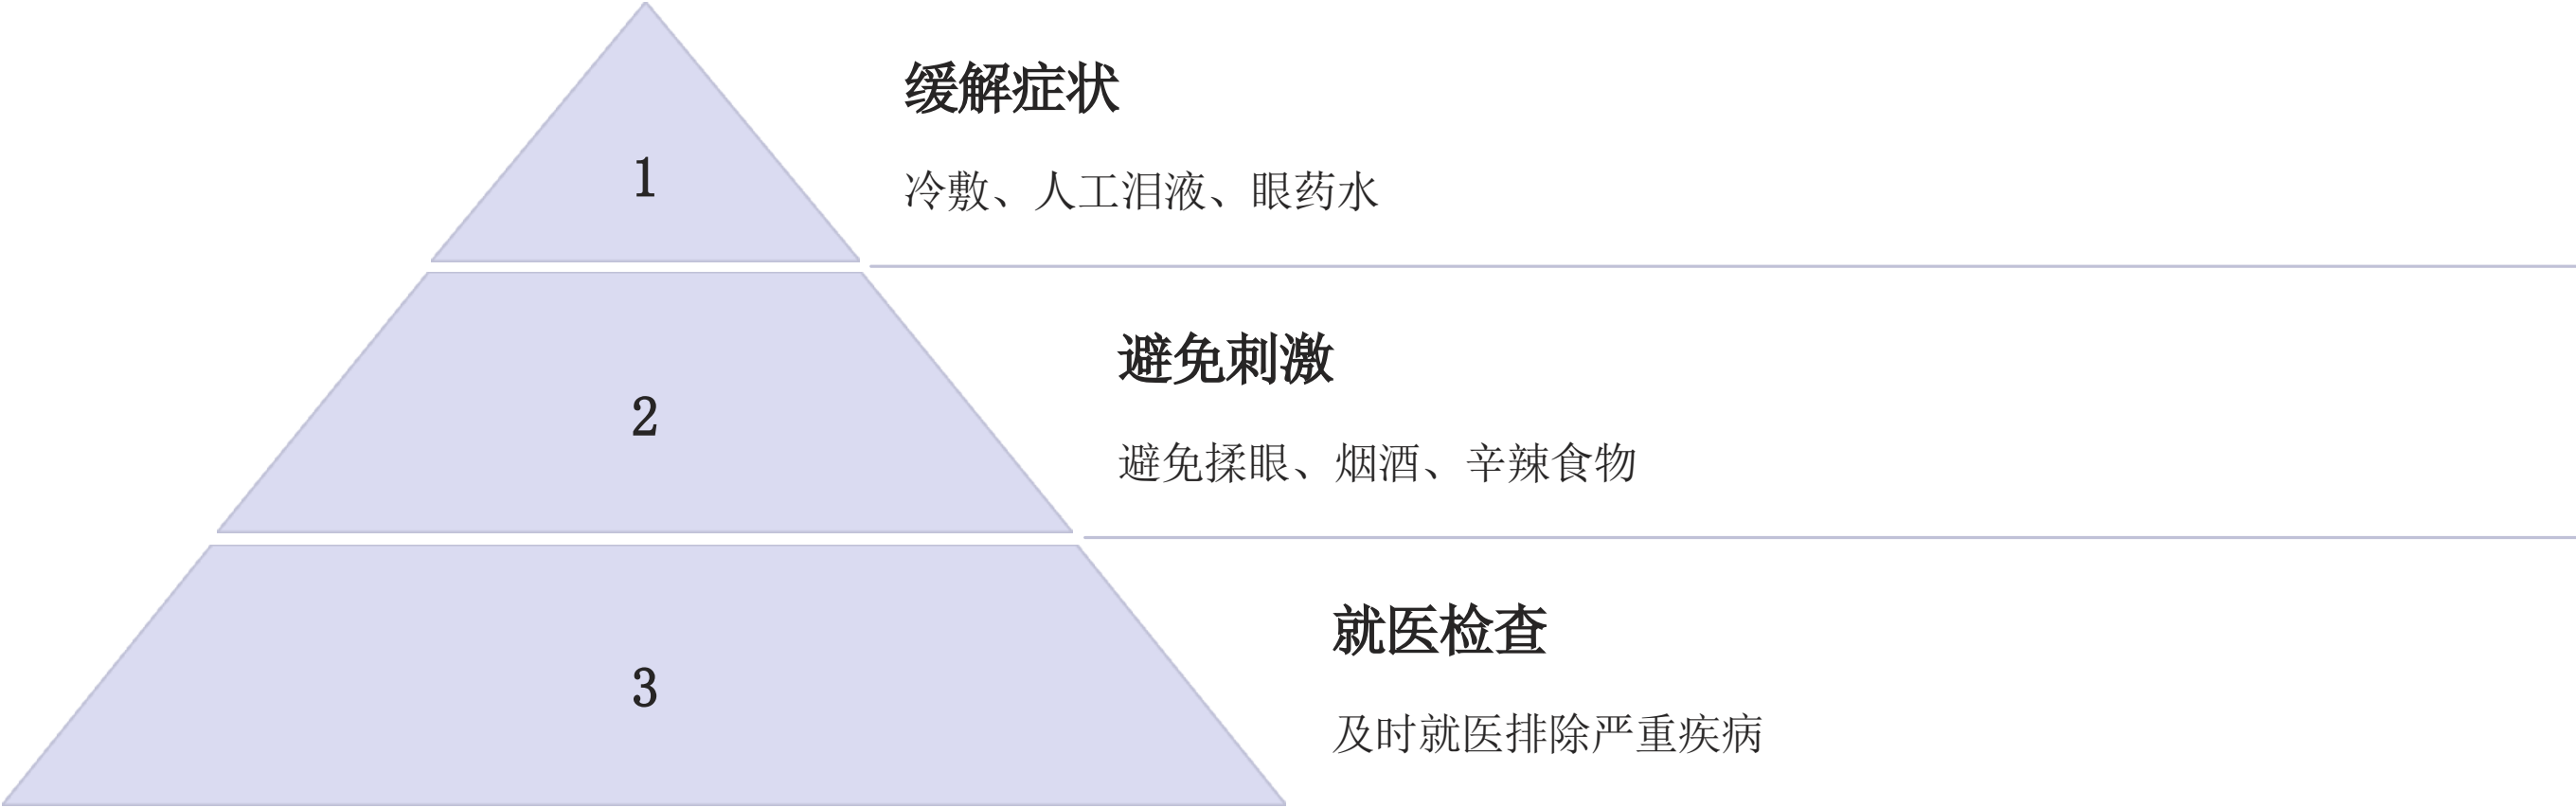 1
缓解症状
冷敷、人工泪液、眼药水
2
避免刺激
避免揉眼、烟酒、辛辣食物
3
就医检查
及时就医排除严重疾病